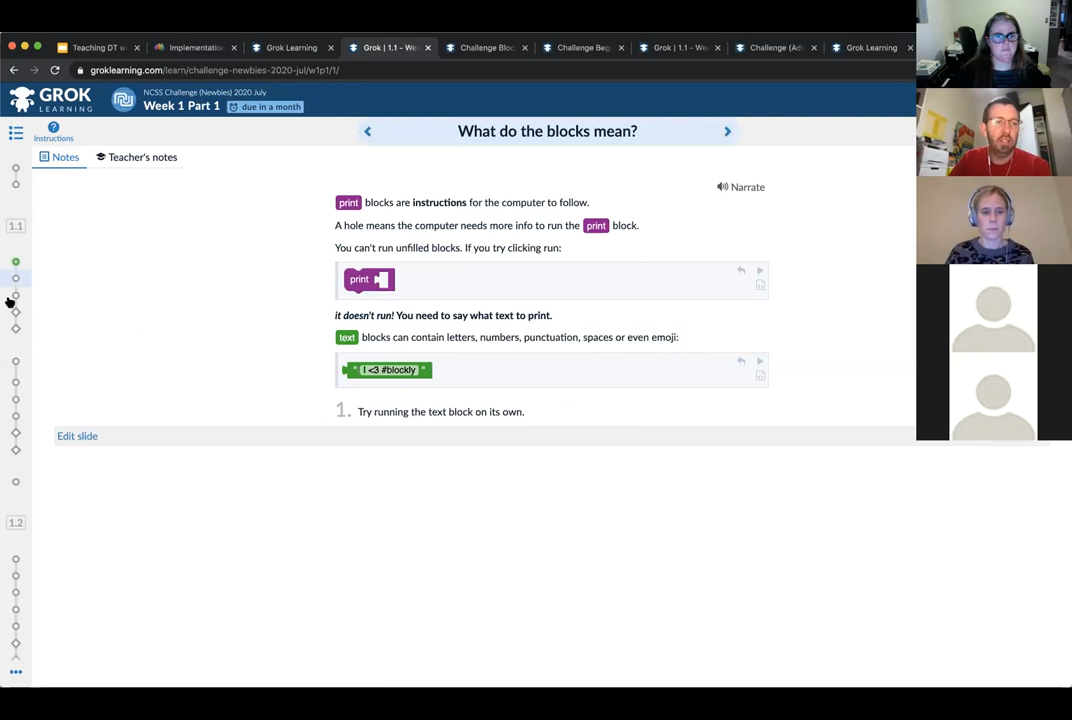 Teaching DT w
Implementatio
Grok Learning
Grok | 1.1 - We
Challenge Bloc
Challenge Begi
Grok | 1.1 - We
Challenge (Adv
Grok Learning
groklearning.com/learn/challenge-newbies-2020-jul/w1p1/1/
GROK
LEARNING
NCSS Challenge (Newbies) 2020 July
Week 1 Part 1
due in a month
Instructions
What do the blocks mean?
Notes
Teacher's notes
Narrate
print blocks are instructions for the computer to follow.
A hole means the computer needs more info to run the print block.
You can't run unfilled blocks. If you try clicking run:
print
it doesn't run! You need to say what text to print.
text blocks can contain letters, numbers, punctuation, spaces or even emoji:
" I <3 #blockly "
1. Try running the text block on its own.
Edit slide
1.1
1.2